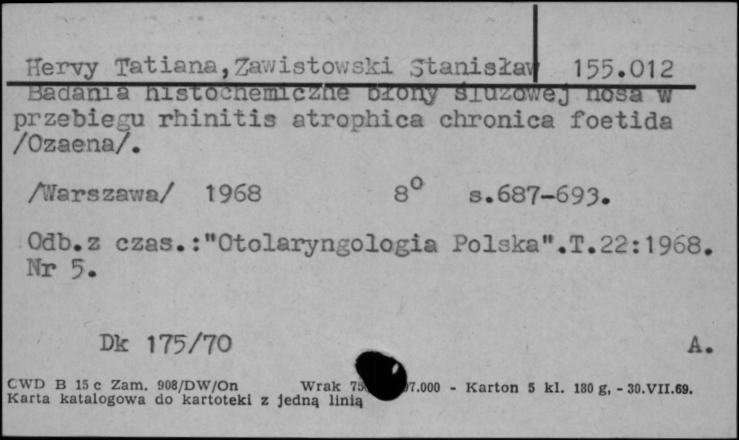 Hervy Tatiana,Zawistowski Stanisław 155.012
Badania histochemiczne błony śluzowej nosa w
przebiegu rhinitis atrophica chronica foetida
/Ozaena/.
/Warszawa/ 1968 8° s.687-693.
Odb.z czas.:"Otolaryngologia Polska".T.22:1968.
Nr 5.
Dk 175/70 A.
CWD B 15 c Zam. 908/DW/On Wrak 7.000 - Karton 5 kl. 180 g, - 30.VII.69.
Karta katalogowa do kartoteki z jedną linią